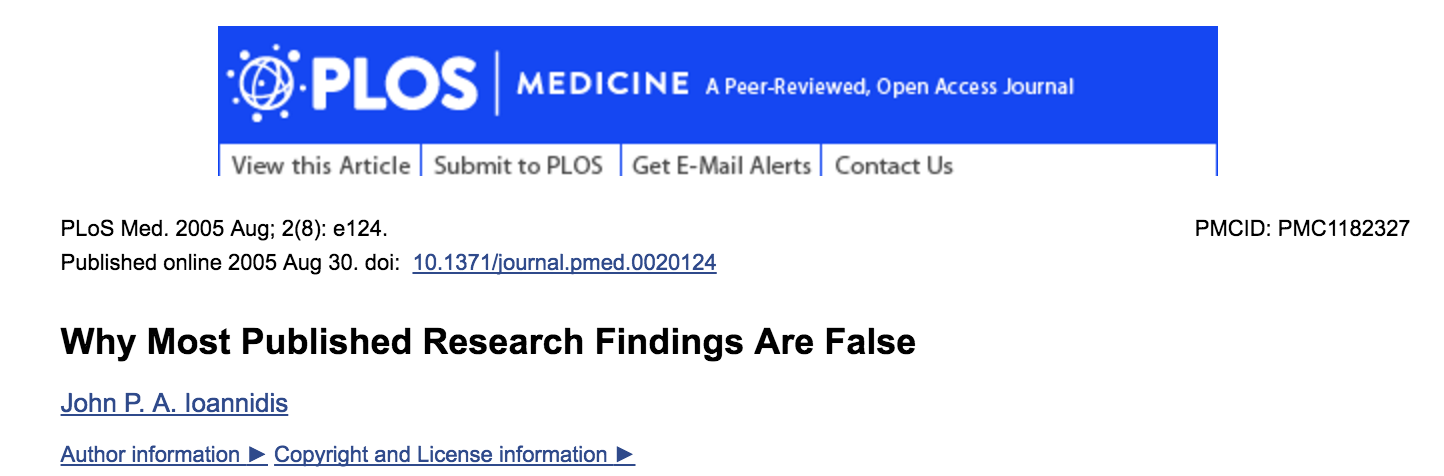 PLOS MEDICINE A Peer-Reviewed, Open Access Journal
View this Article Submit to PLOS Get E-Mail Alerts Contact Us
PLoS Med. 2005 Aug; 2(8): e124. PMCID: PMC1182327
Published online 2005 Aug 30. doi: 10.1371/journal.pmed.0020124
Why Most Published Research Findings Are False
John P. A. Ioannidis
Author information ► Copyright and License information ►